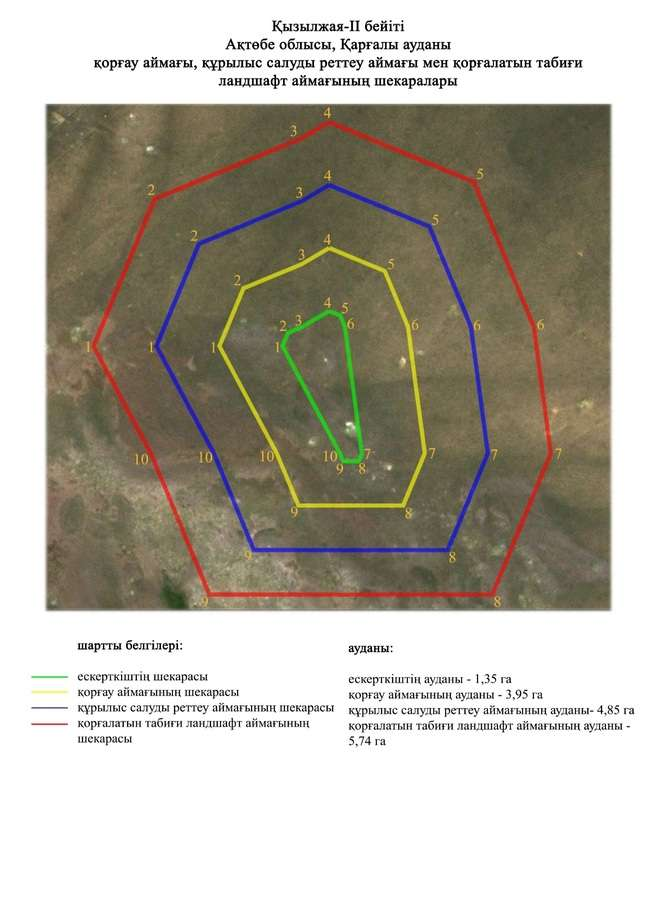 Қызылжая-II бейіті
Ақтөбе облысы, Қарғалы ауданы
қорғау аймағы, құрылыс салуды реттеу аймағы мен қорғалатын табиғи
ландшафт аймағының шекаралары
4
3
2
5
4
3
5
2
4
3
5
2
4
5
3
2
6
6
6
1
1
1
1
10
10
10
10
7
7
7
7
9
8
9
8
9
8
9
8
шартты белгілері:
ескерткіштің шекарасы
қорғау аймағының шекарасы
құрылыс салуды реттеу аймағының шекарасы
қорғалатын табиғи ландшафт аймағының
шекарасы
ауданы:
ескерткіштің ауданы - 1,35 га
қорғау аймағының ауданы - 3,95 га
құрылыс салуды реттеу аймағының ауданы- 4,85 га
қорғалатын табиғи ландшафт аймағының ауданы -
5,74 га